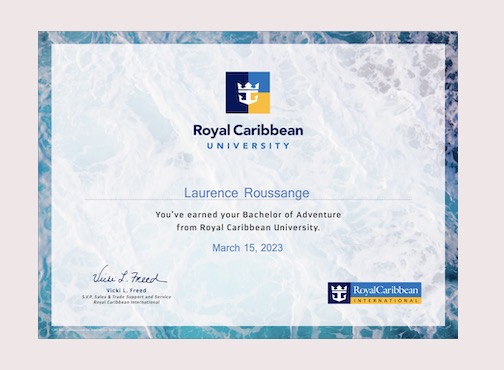 Royal Caribbean
UNIVERSITY
Laurence Roussange
You've earned your Bachelor of Adventure
from Royal Caribbean University.
March 15, 2023
Vicki L. Freed
Vicki L. Freed
S.V.P. Sales & Trade Support and Service
Royal Caribbean International
RoyalCaribbean
INTERNATIONAL